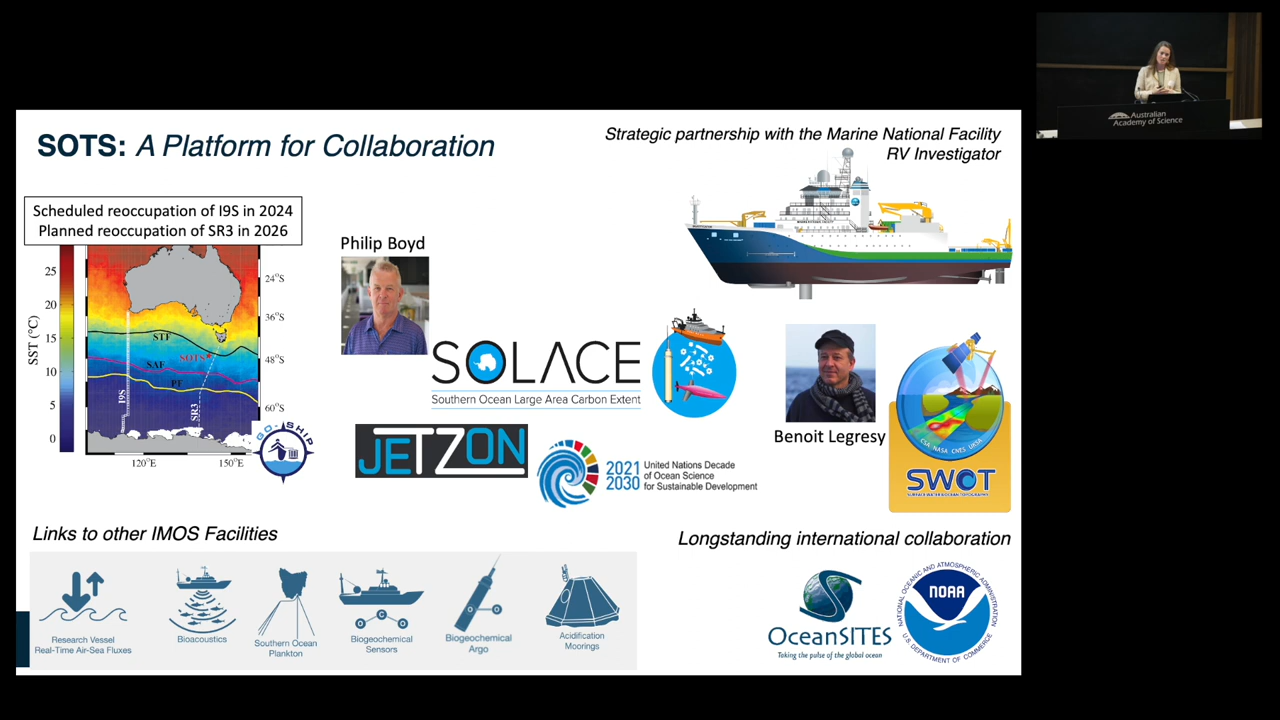 SOTS: A Platform for Collaboration
Strategic partnership with the Marine National Facility
RV Investigator
Australian
Academy of Science
Scheduled reoccupation of I9S in 2024
Planned reoccupation of SR3 in 2026
SST (°C)
25
20
15
10
5
0
24°S
36°S
48°S
60°S
120°E
150°E
STF
SOTS
SAF
PF
I9S
SR3
GO-SHIP
Philip Boyd
SOLACE
Southern Ocean Large Area Carbon Extent
JETZON
2021
2030
United Nations Decade
of Ocean Science
for Sustainable Development
Benoit Legresy
CSA NASA CNES UKSA
SWOT
SURFACE WATER & OCEAN TOPOGRAPHY
Links to other IMOS Facilities
Research Vessel
Real-Time Air-Sea Fluxes
Bioacoustics
Southern Ocean
Plankton
C
Biogeochemical
Sensors
Biogeochemical
Argo
Acidification
Moorings
Longstanding international collaboration
OceanSITES
Taking the pulse of the global ocean
NATIONAL OCEANIC AND ATMOSPHERIC ADMINISTRATION
NOAA
U.S. DEPARTMENT OF COMMERCE